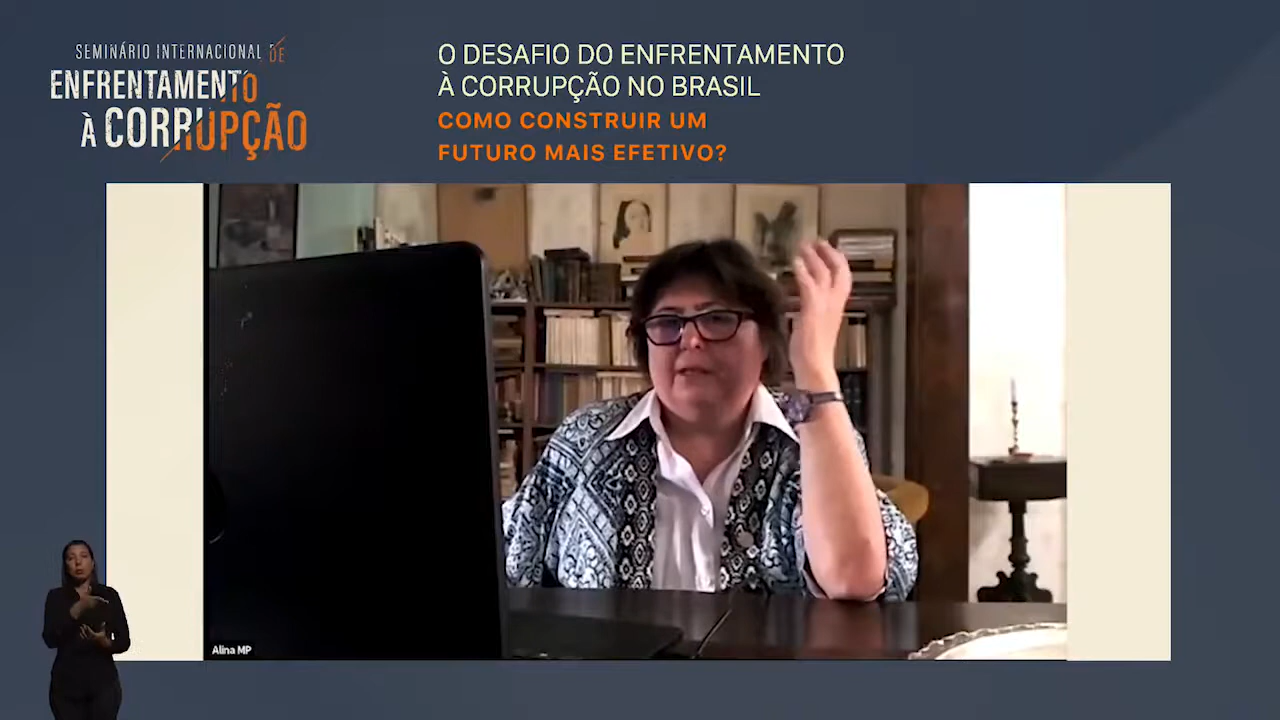 SEMINÁRIO INTERNACIONAL DE
ENFRENTAMENTO
À CORRUPÇÃO
O DESAFIO DO ENFRENTAMENTO
À CORRUPÇÃO NO BRASIL
COMO CONSTRUIR UM
FUTURO MAIS EFETIVO?
Alina MP